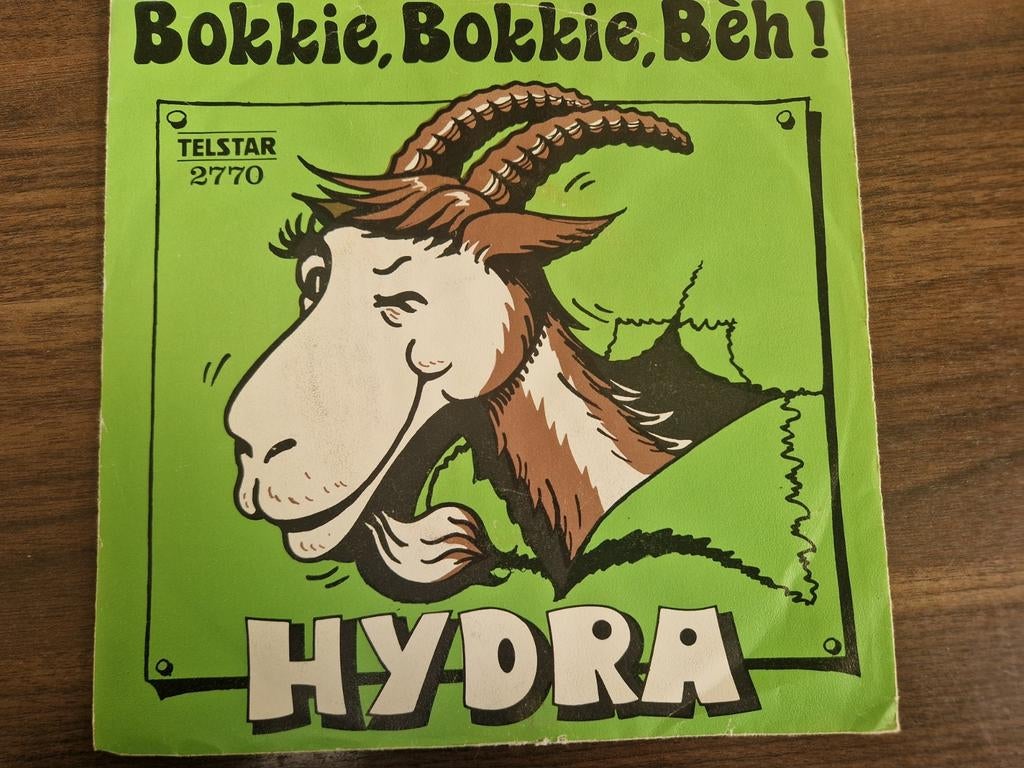 Bokkie, Bokkie, Bèh!
TELSTAR
2770
HYDRA